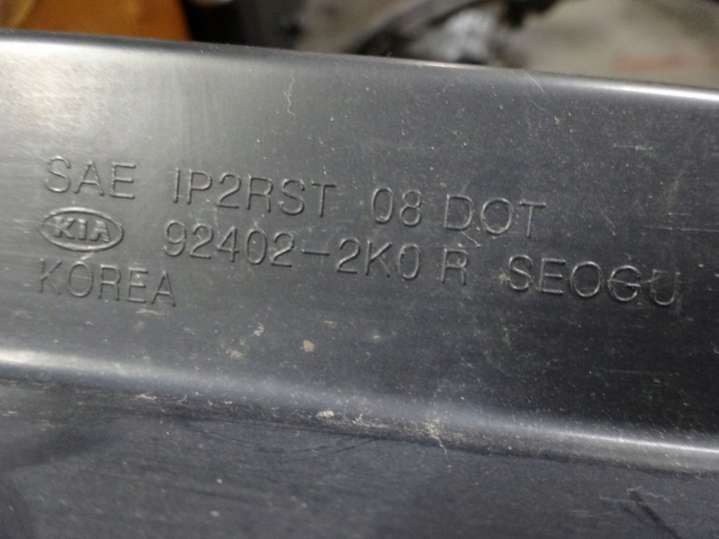 SAE IP2RST 08 DOT
KIA 92402-2K0 R SEOGU
KOREA